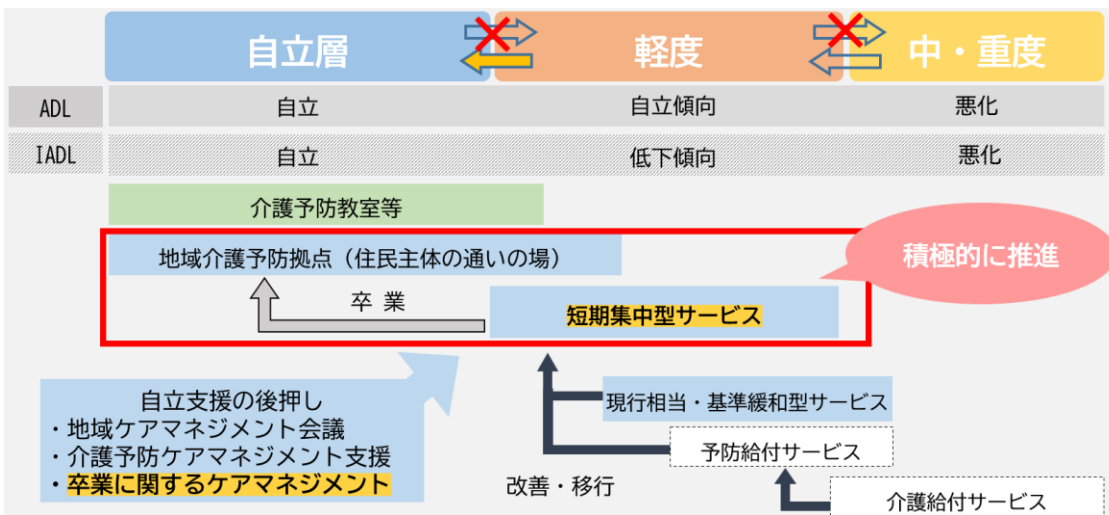 自立層
軽度
中・重度
ADL
自立
自立傾向
悪化
IADL
自立
低下傾向
悪化
介護予防教室等
地域介護予防拠点（住民主体の通いの場）
積極的に推進
卒 業
短期集中型サービス
自立支援の後押し
・地域ケアマネジメント会議
・介護予防ケアマネジメント支援
・卒業に関するケアマネジメント
現行相当・基準緩和型サービス
予防給付サービス
改善・移行
介護給付サービス